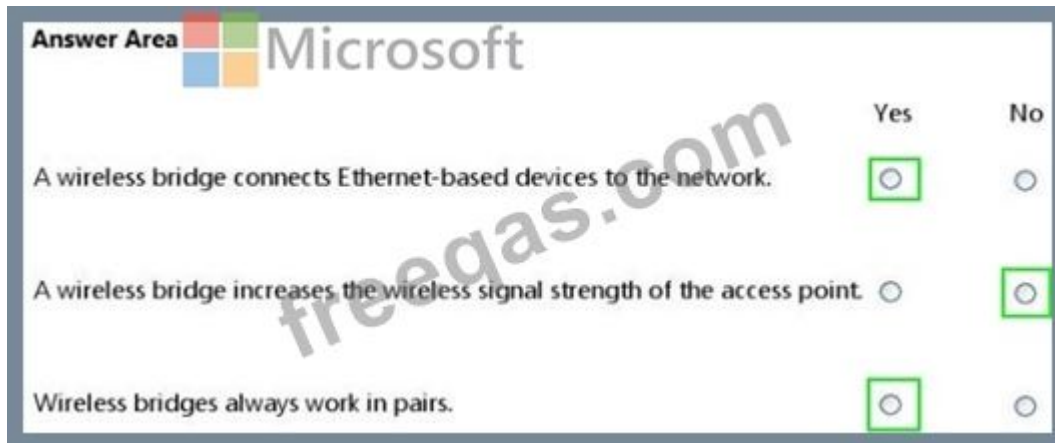 Answer Area Microsoft
Yes No
A wireless bridge connects Ethernet-based devices to the network.
A wireless bridge increases the wireless signal strength of the access point.
Wireless bridges always work in pairs.
freeqas.com